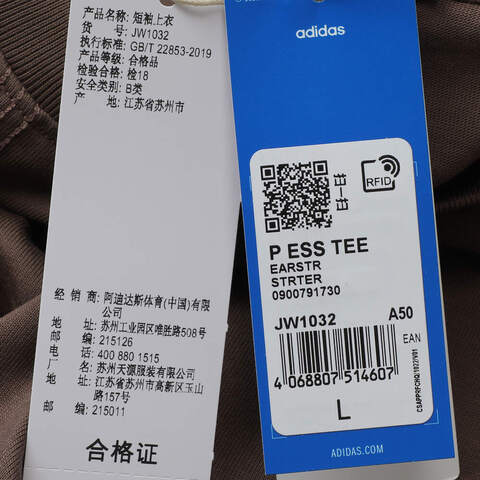 产品名称: 短袖上衣
货 号: JW1032
执行标准: GB/T 22853-2019
产品等级: 合格品
检验合格: 检18
安全类别: B类
产 地: 江苏省苏州市
经 销 商: 阿迪达斯体育(中国)有限
公司
地 址: 苏州工业园区唯胜路508号
邮 编: 215126
电 话: 400 880 1515
厂 名: 苏州天源服装有限公司
地 址: 江苏省苏州市高新区玉山
路157号
邮 编: 215011
合格证
adidas
RFID
P ESS TEE
EARSTR
STRTER
0900791730
JW1032 A50
EAN
4 068807 514607
L
ADIDAS.COM